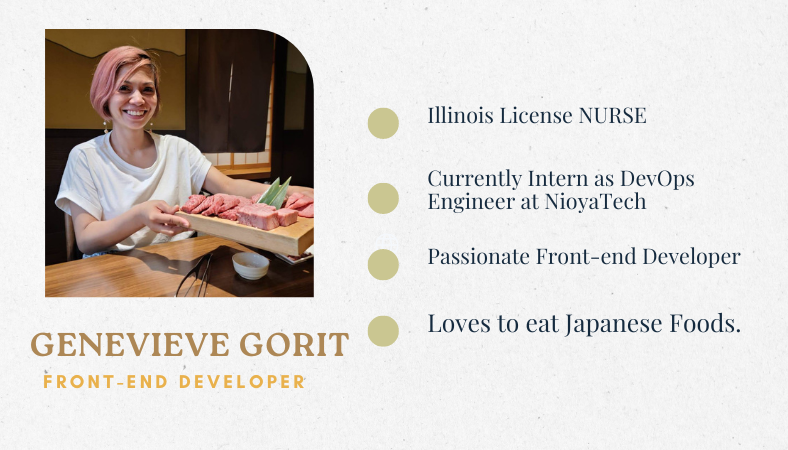 Illinois License NURSE
Currently Intern as DevOps
Engineer at NioyaTech
Passionate Front-end Developer
Loves to eat Japanese Foods.
GENEVIEVE GORIT
FRONT-END DEVELOPER